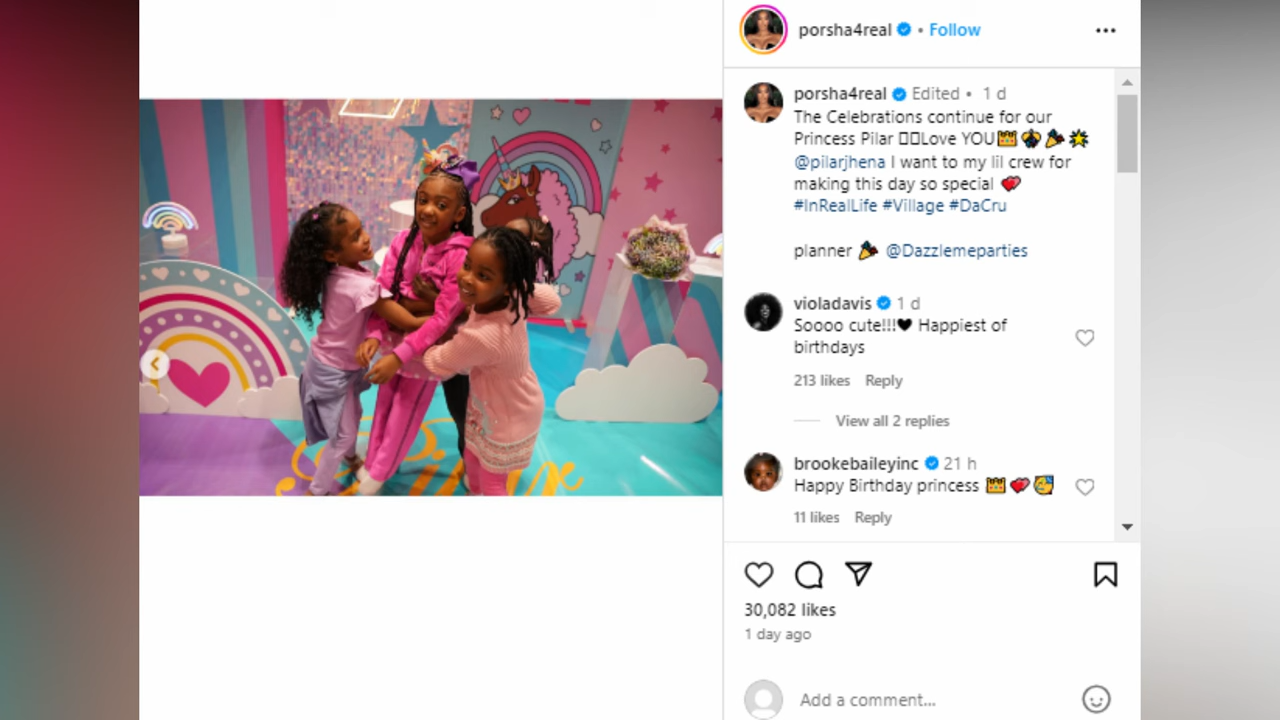 porsha4real • Follow
porsha4real Edited • 1 d
The Celebrations continue for our
Princess Pilar Love YOU
@pilarjhena I want to my lil crew for
making this day so special
#InRealLife #Village #DaCru
planner @Dazzlemeparties
violadavis 1 d
Soooo cute!!!🖤 Happiest of
birthdays
213 likes Reply
View all 2 replies
brookebaileyinc 21 h
Happy Birthday princess
11 likes Reply
30,082 likes
1 day ago
Add a comment...